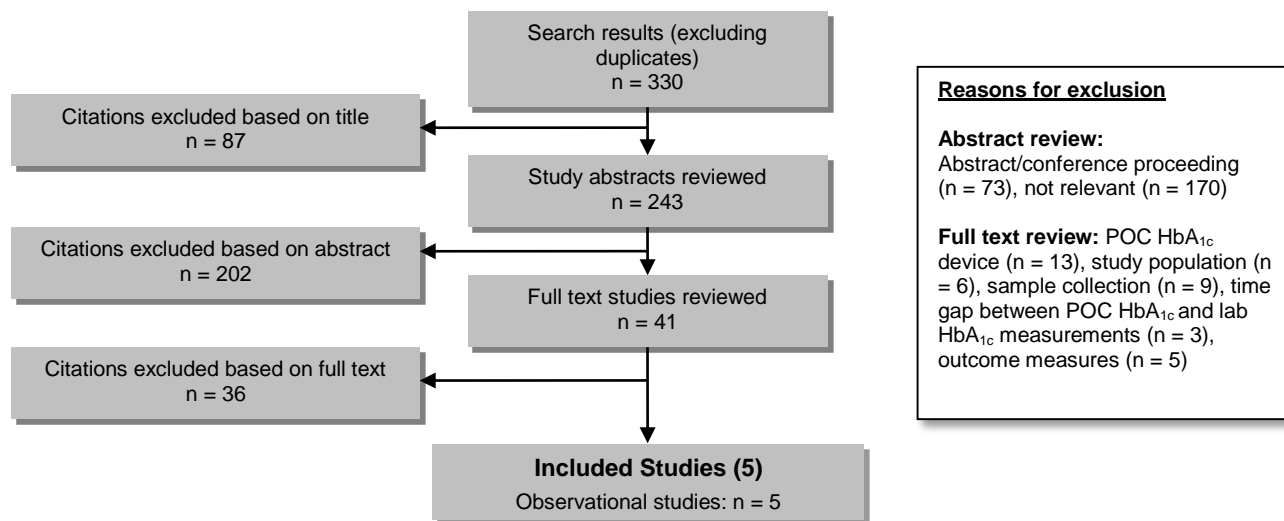 Search results (excluding
duplicates)
n = 330
Citations excluded based on title
n = 87
Study abstracts reviewed
n = 243
Citations excluded based on abstract
n = 202
Full text studies reviewed
n = 41
Citations excluded based on full text
n = 36
Included Studies (5)
Observational studies: n = 5
Reasons for exclusion
Abstract review:
Abstract/conference proceeding
(n = 73), not relevant (n = 170)
Full text review: POC HbA1c
device (n = 13), study population (n
= 6), sample collection (n = 9), time
gap between POC HbA1c and lab
HbA1c measurements (n = 3),
outcome measures (n = 5)